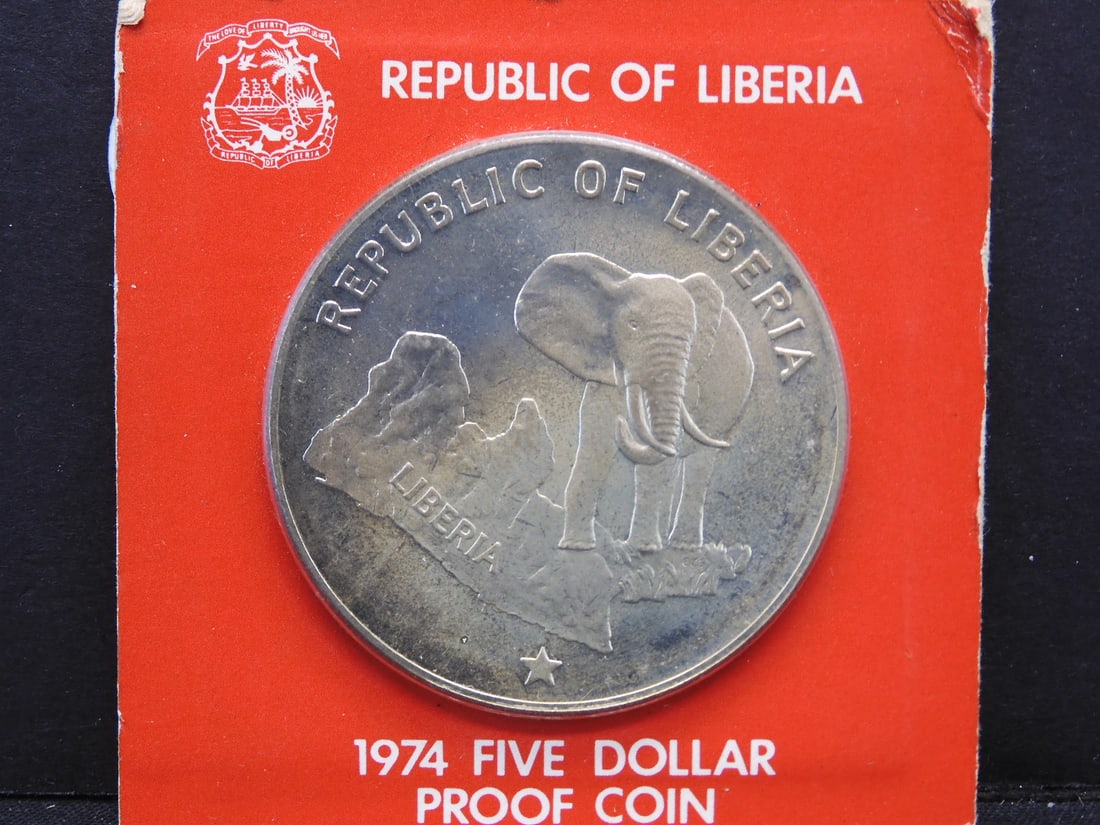 THE LOVE OF LIBERTY BROUGHT US HERE
REPUBLIC OF LIBERIA
REPUBLIC OF LIBERIA
REPUBLIC OF LIBERIA
LIBERIA
1974 FIVE DOLLAR
PROOF COIN